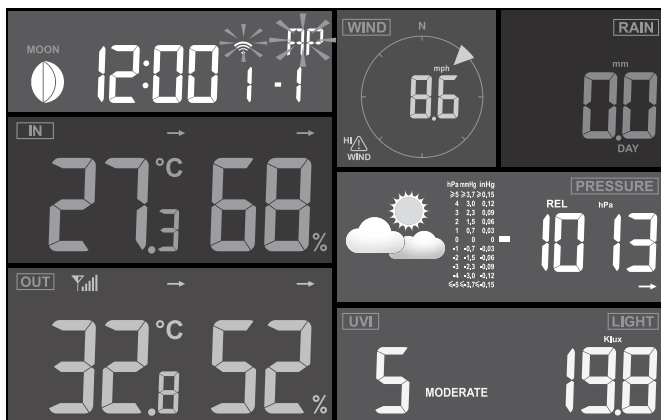 MOON
12:00
AP
1-1
IN
27.3 °C
68 %
OUT
32.8 °C
52 %
WIND
N
mph
8.6
HI
WIND
RAIN
mm
0.0
DAY
PRESSURE
hPa mmHg inHg
≥5 ≥3,7 ≥0,15
4 3,0 0,12
3 2,3 0,09
2 1,5 0,06
1 0,7 0,03
0 0 0
-1 -0,7 -0,03
-2 -1,5 -0,06
-3 -2,3 -0,09
-4 -3,0 -0,12
≤-5 ≤-3,7 ≤-0,15
REL hPa
1013
UVI
5 MODERATE
LIGHT
Klux
19.8